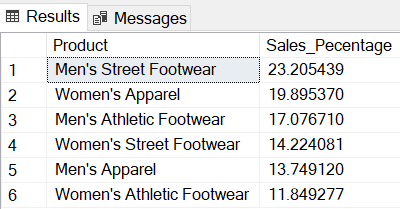 Results Messages
Product Sales_Pecentage
1 Men's Street Footwear 23.205439
2 Women's Apparel 19.895370
3 Men's Athletic Footwear 17.076710
4 Women's Street Footwear 14.224081
5 Men's Apparel 13.749120
6 Women's Athletic Footwear 11.849277